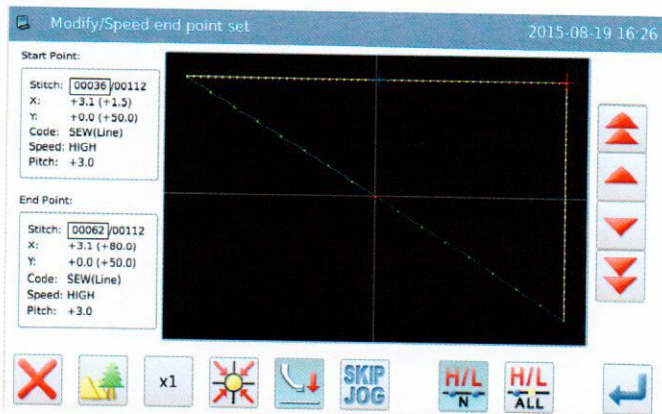 Modify/Speed end point set 2015-08-19 16:26
Start Point:
Stitch: 00036/00112
X: +3.1 (+1.5)
Y: +0.0 (+50.0)
Code: SEW(Line)
Speed: HIGH
Pitch: +3.0
End Point:
Stitch: 00062/00112
X: +3.1 (+80.0)
Y: +0.0 (+50.0)
Code: SEW(Line)
Speed: HIGH
Pitch: +3.0
x1
SKIP
JOG
H/L
N
H/L
ALL